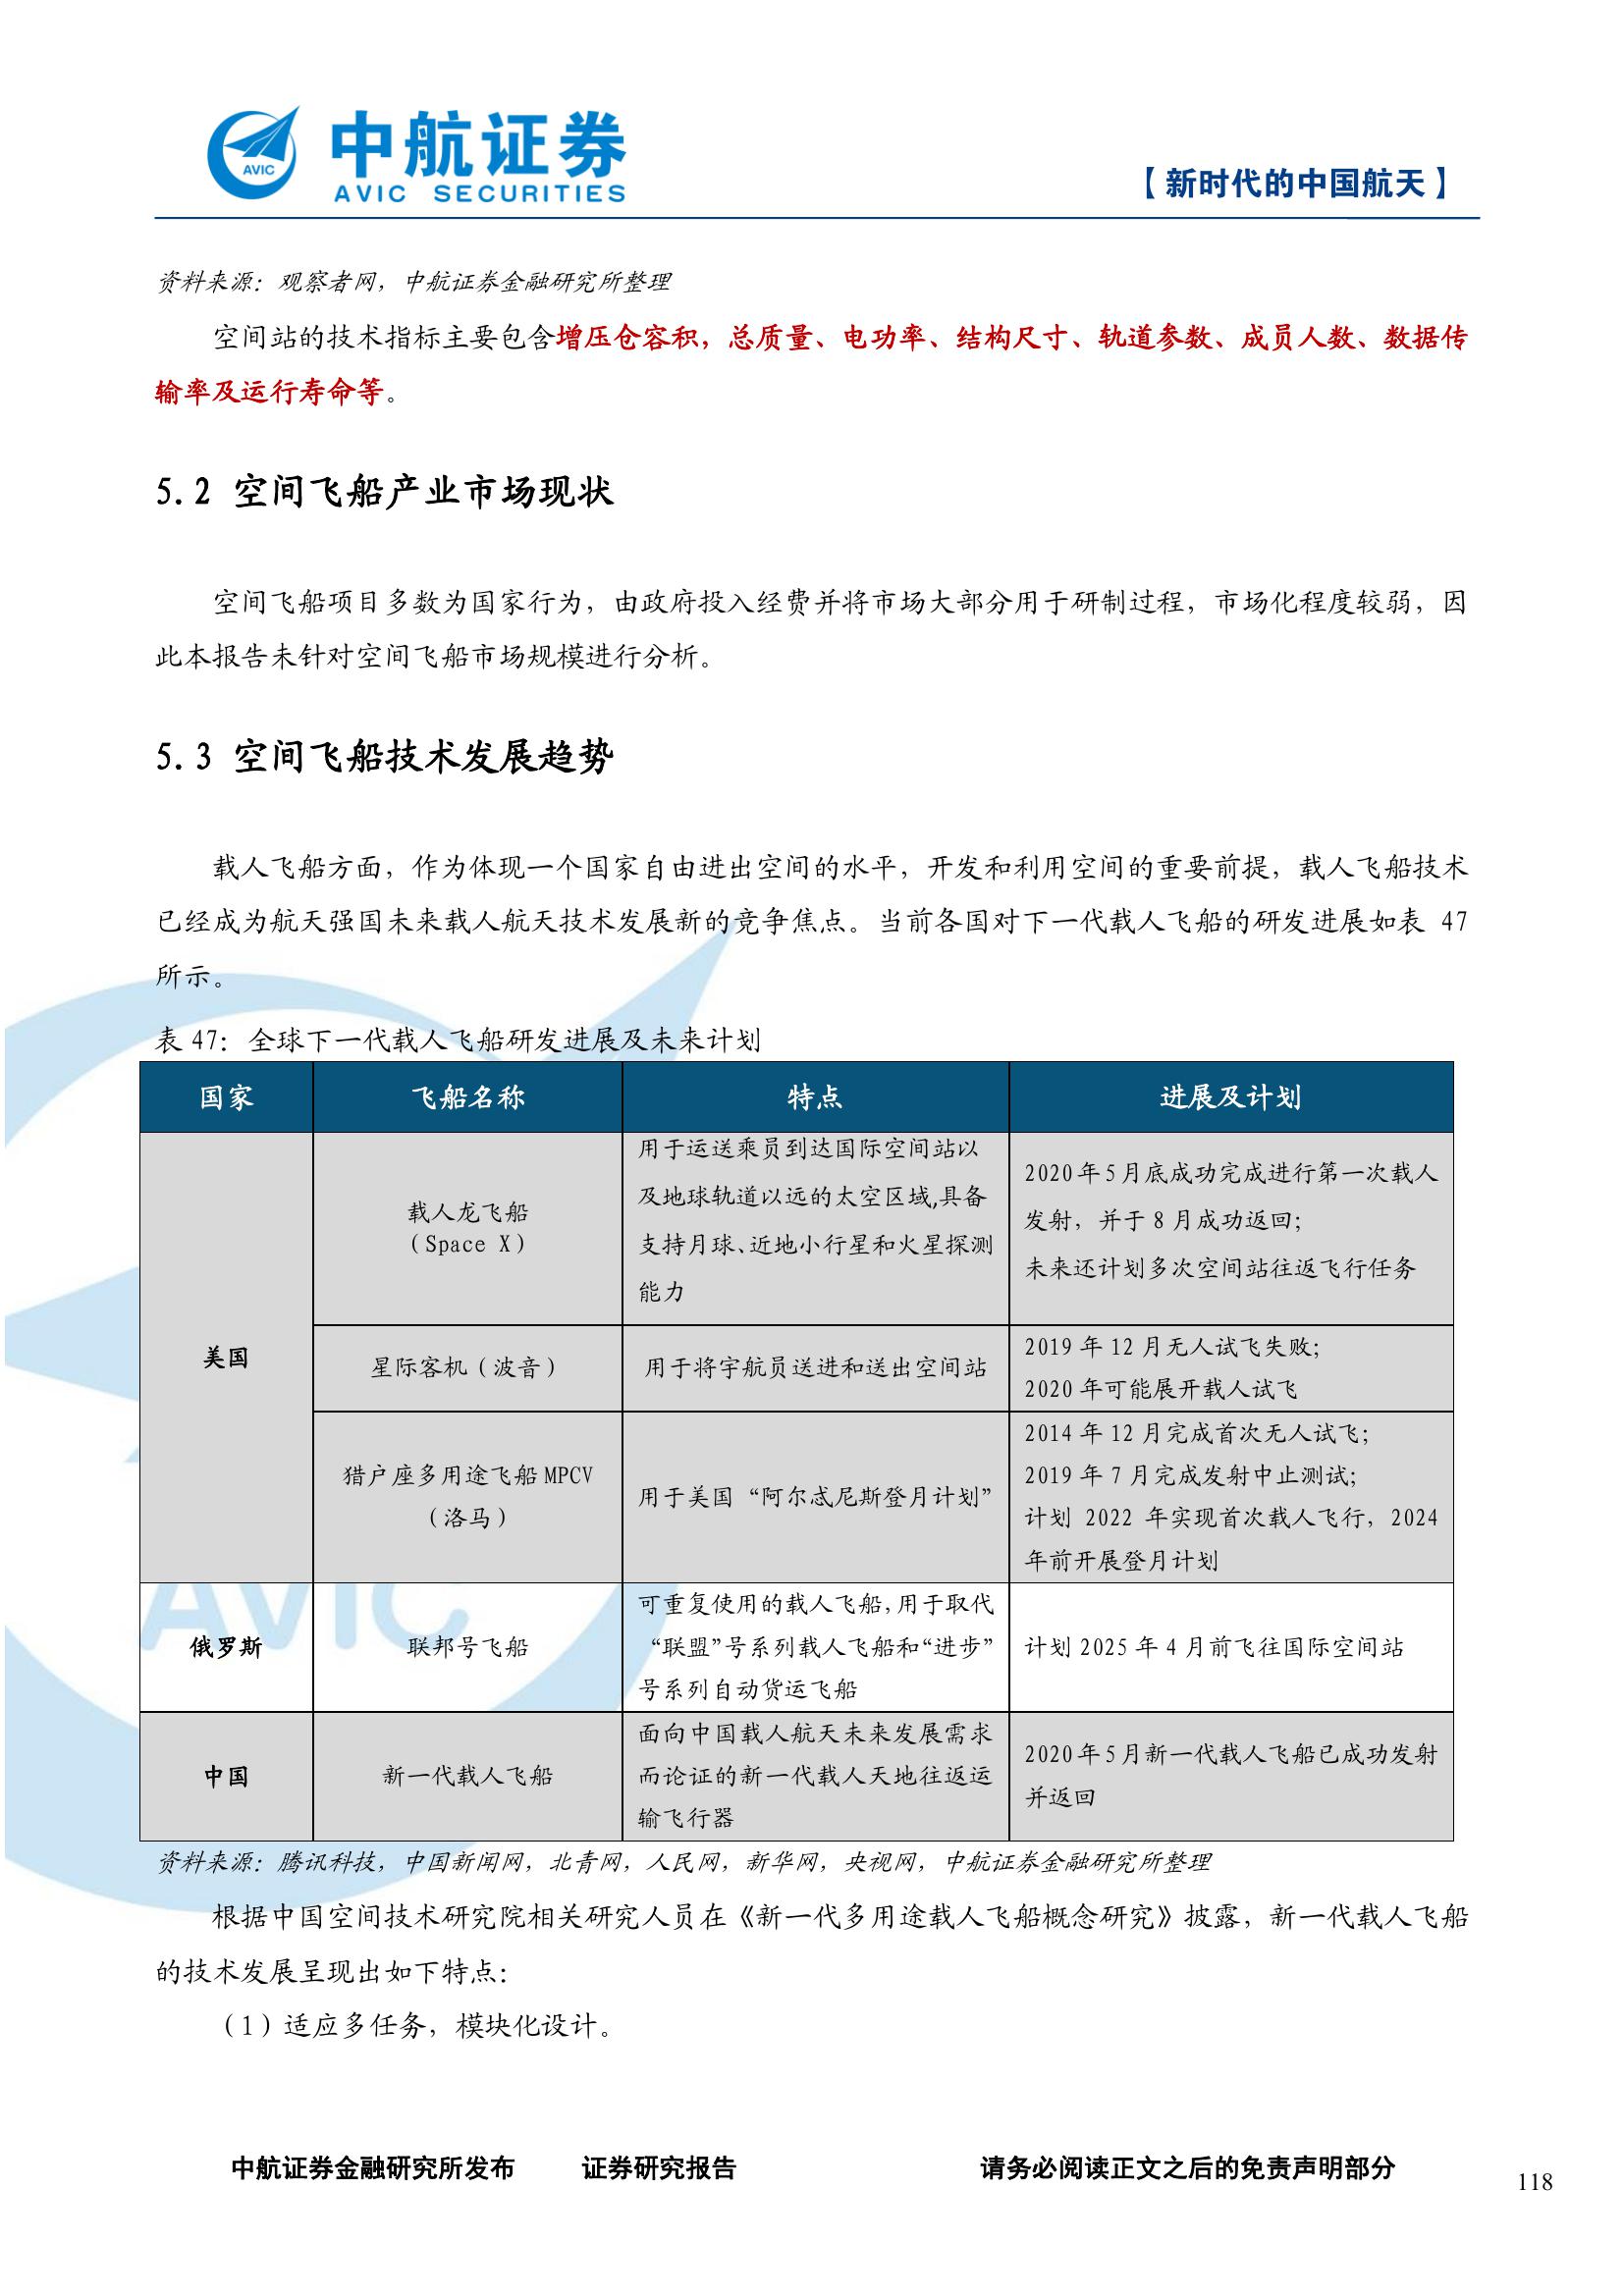 AVIC
中航证券
AVIC SECURITIES
【新时代的中国航天】
资料来源：观察者网，中航证券金融研究所整理
空间站的技术指标主要包含增压仓容积，总质量、电功率、结构尺寸、轨道参数、成员人数、数据传
输率及运行寿命等。
5.2 空间飞船产业市场现状
空间飞船项目多数为国家行为，由政府投入经费并将市场大部分用于研制过程，市场化程度较弱，因
此本报告未针对空间飞船市场规模进行分析。
5.3 空间飞船技术发展趋势
载人飞船方面，作为体现一个国家自由进出空间的水平，开发和利用空间的重要前提，载人飞船技术
已经成为航天强国未来载人航天技术发展新的竞争焦点。当前各国对下一代载人飞船的研发进展如表 47
所示。
表 47：全球下一代载人飞船研发进展及未来计划
国家 飞船名称 特点 进展及计划
美国
载人龙飞船
（Space X）
用于运送乘员到达国际空间站以
及地球轨道以远的太空区域,具备
支持月球、近地小行星和火星探测
能力
2020年5月底成功完成进行第一次载人
发射，并于 8 月成功返回；
未来还计划多次空间站往返飞行任务
星际客机（波音）
用于将宇航员送进和送出空间站
2019 年 12 月无人试飞失败；
2020 年可能展开载人试飞
猎户座多用途飞船 MPCV
（洛马）
用于美国“阿尔忒尼斯登月计划”
2014 年 12 月完成首次无人试飞；
2019 年 7 月完成发射中止测试；
计划 2022 年实现首次载人飞行，2024
年前开展登月计划
俄罗斯
联邦号飞船
可重复使用的载人飞船,用于取代
“联盟”号系列载人飞船和“进步”
号系列自动货运飞船
计划 2025 年 4 月前飞往国际空间站
中国
新一代载人飞船
面向中国载人航天未来发展需求
而论证的新一代载人天地往返运
输飞行器
2020年5月新一代载人飞船已成功发射
并返回
AVIC
资料来源：腾讯科技，中国新闻网，北青网，人民网，新华网，央视网，中航证券金融研究所整理
根据中国空间技术研究院相关研究人员在《新一代多用途载人飞船概念研究》披露，新一代载人飞船
的技术发展呈现出如下特点：
（1）适应多任务，模块化设计。
中航证券金融研究所发布 证券研究报告 请务必阅读正文之后的免责声明部分
118